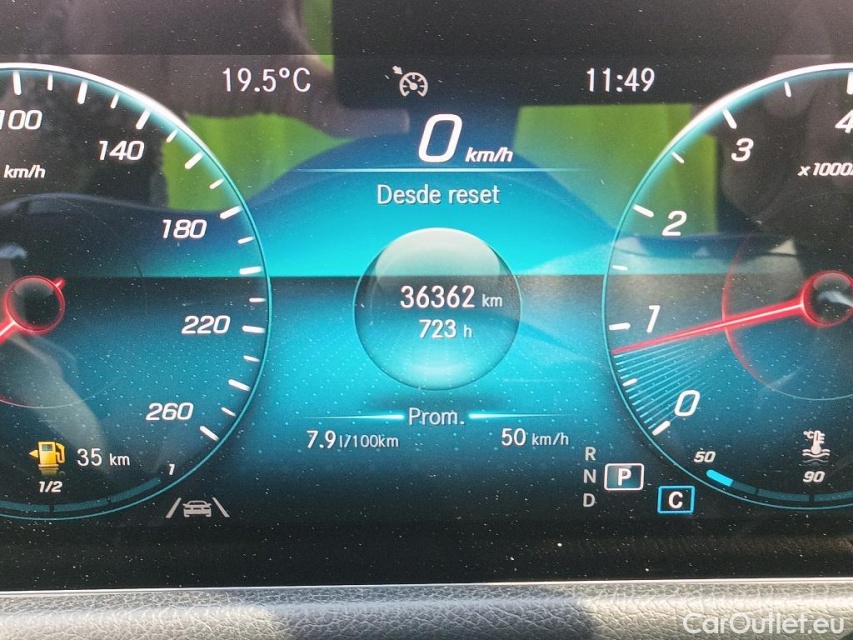 19.5°C
11:49
0 km/h
Desde reset
36362 km
723 h
Prom.
7.9 l/100km
50 km/h
100
140
km/h
180
220
260
35 km
1/2
1
4
3
x1000
2
1
0
R
N
P
D
C
50
90
CarOutlet.eu